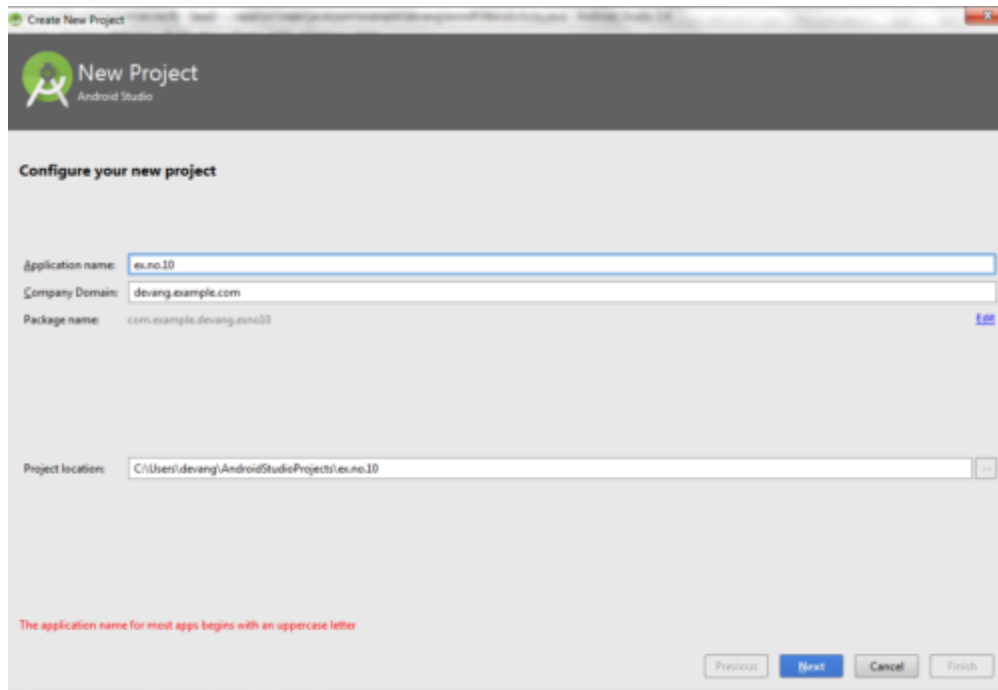 Create New Project
New Project
Android Studio
Configure your new project
Application name: ex.no.10
Company Domain: devang.example.com
Package name: com.example.devang.exno10
Edit
Project location: C:\Users\devang\AndroidStudioProjects\ex.no.10
...
The application name for most apps begins with an uppercase letter
Previous Next Cancel Finish